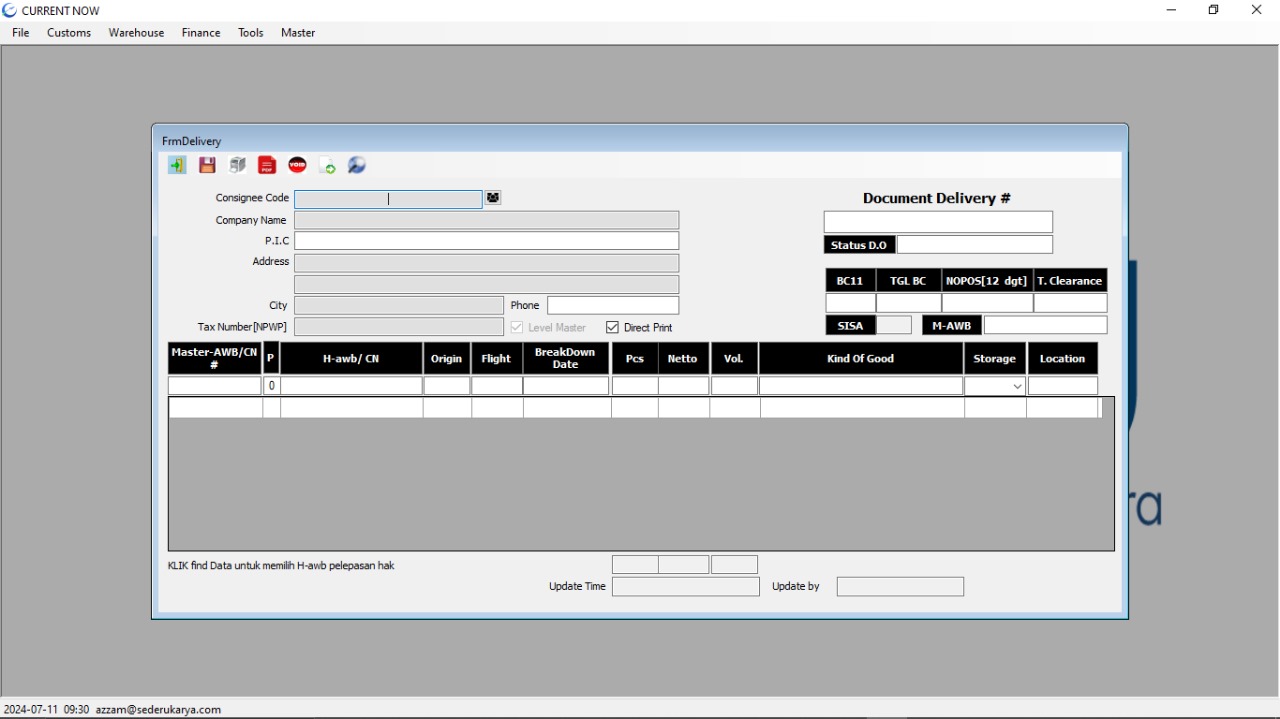 CURRENT NOW
File Customs Warehouse Finance Tools Master
FrmDelivery
PDF VOID
Consignee Code
Company Name
P.I.C
Address
City Phone
Tax Number[NPWP] Level Master Direct Print
Document Delivery #
Status D.O
BC11 TGL BC NOPOS[12 dgt] T. Clearance
SISA M-AWB
Master-AWB/CN # P H-awb/ CN Origin Flight BreakDown Date Pcs Netto Vol. Kind Of Good Storage Location
0
ra
KLIK find Data untuk memilih H-awb pelepasan hak
Update Time Update by
2024-07-11 09:30 azzam@sederukarya.com